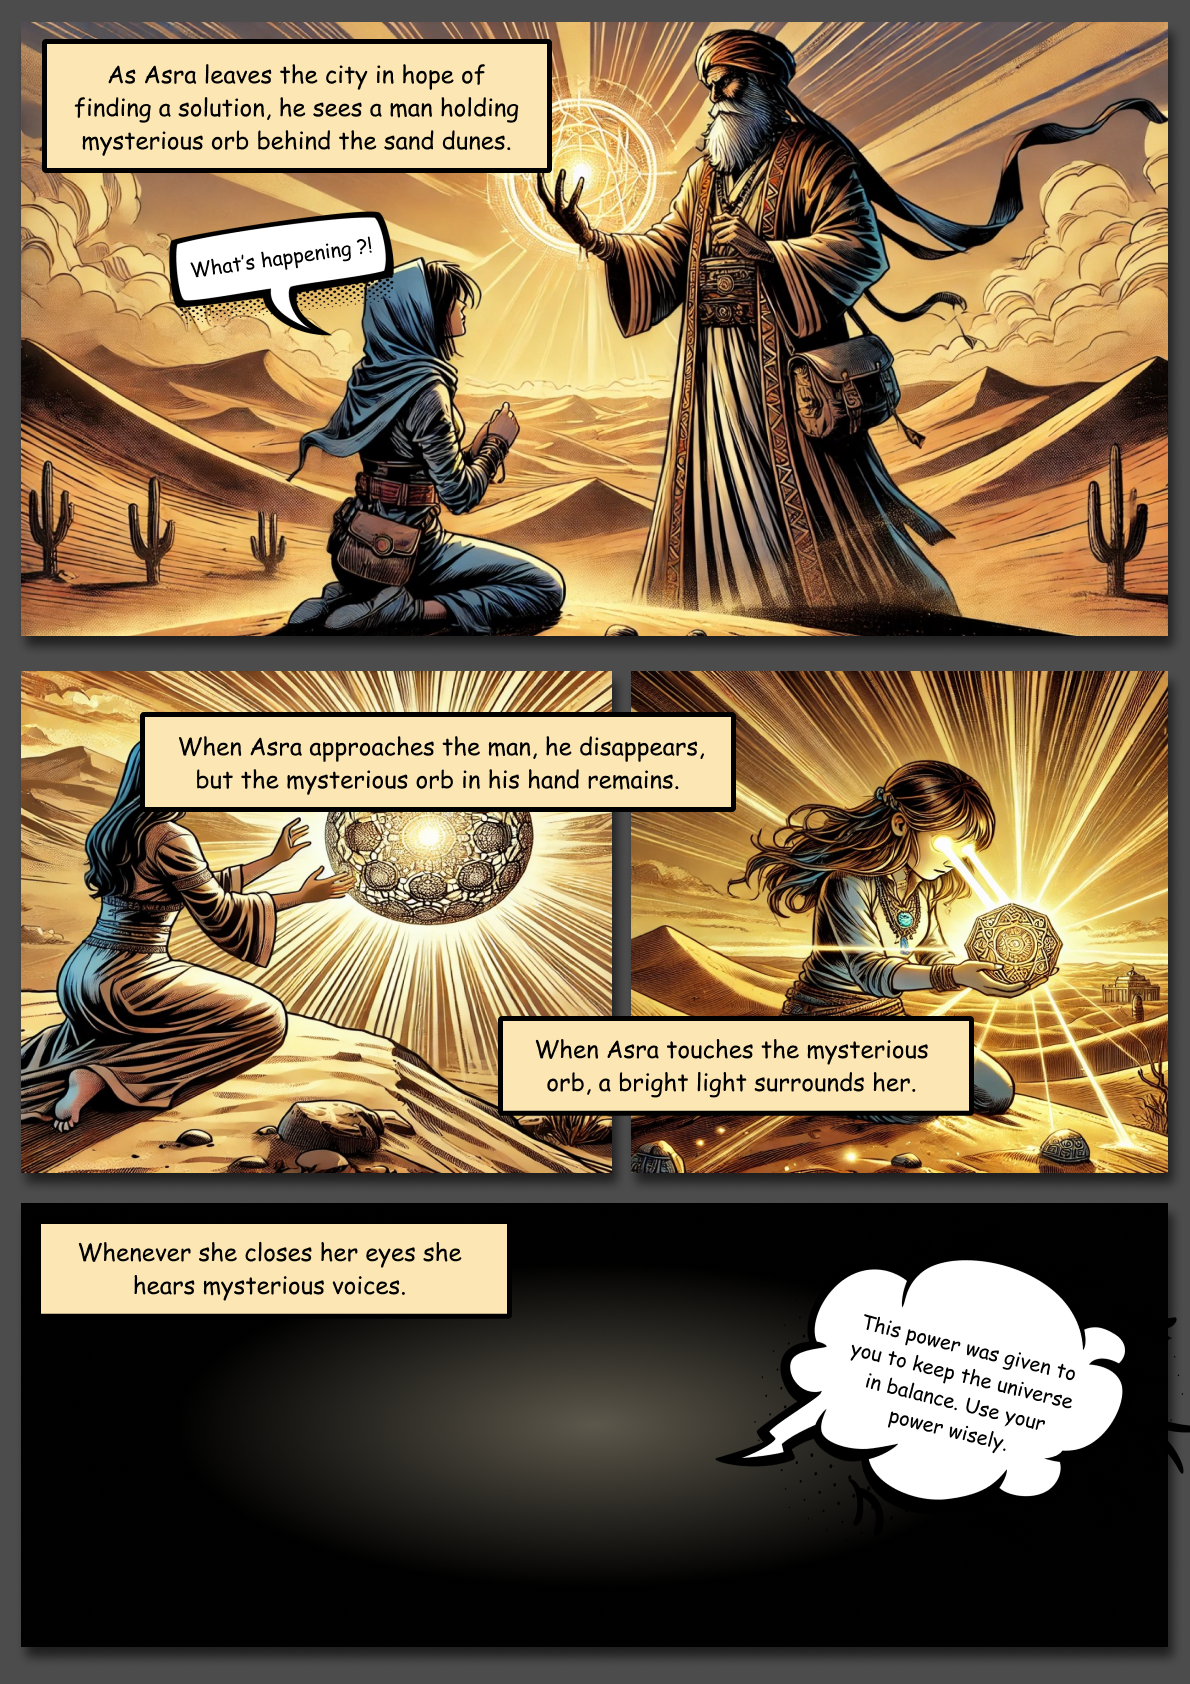 As Asra leaves the city in hope of
finding a solution, he sees a man holding
mysterious orb behind the sand dunes.
What's happening ?!
When Asra approaches the man, he disappears,
but the mysterious orb in his hand remains.
When Asra touches the mysterious
orb, a bright light surrounds her.
Whenever she closes her eyes she
hears mysterious voices.
This power was given to
you to keep the universe
in balance. Use your
power wisely.